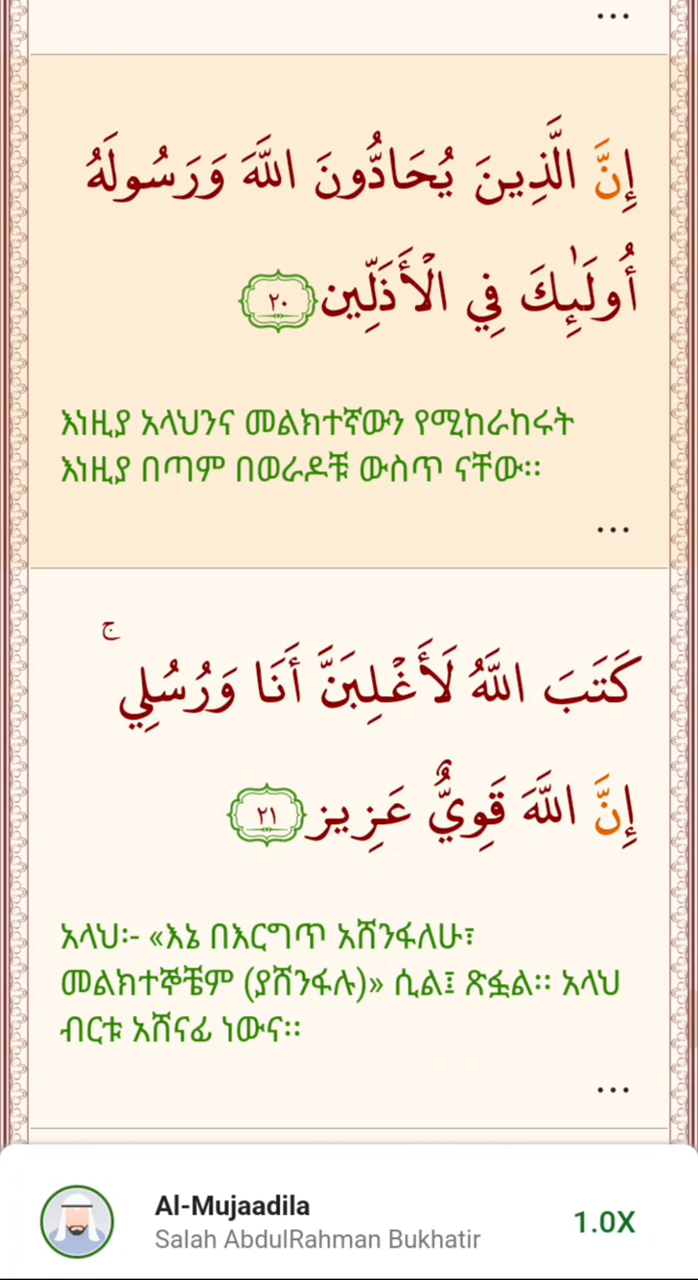 إِنَّ الَّذِينَ يُحَادُّونَ اللَّهَ وَرَسُولَهُ
أُولَٰئِكَ فِي الْأَذَلِّين ٢٠
እነዚያ አላህንና መልክተኛውን የሚከራከሩት
እነዚያ በጣም በወራዶቹ ውስጥ ናቸው፡፡
كَتَبَ اللَّهُ لَأَغْلِبَنَّ أَنَا وَرُسُلِي ۚ
إِنَّ اللَّهَ قَوِيٌّ عَزِيز ٢١
አላህ፡- «እኔ በእርግጥ አሸንፋለሁ፣
መልክተኞቼም (ያሸንፋሉ)» ሲል፤ ጽፏል፡፡ አላህ
ብርቱ አሸናፊ ነውና፡፡
Al-Mujaadila
Salah AbdulRahman Bukhatir
1.0X